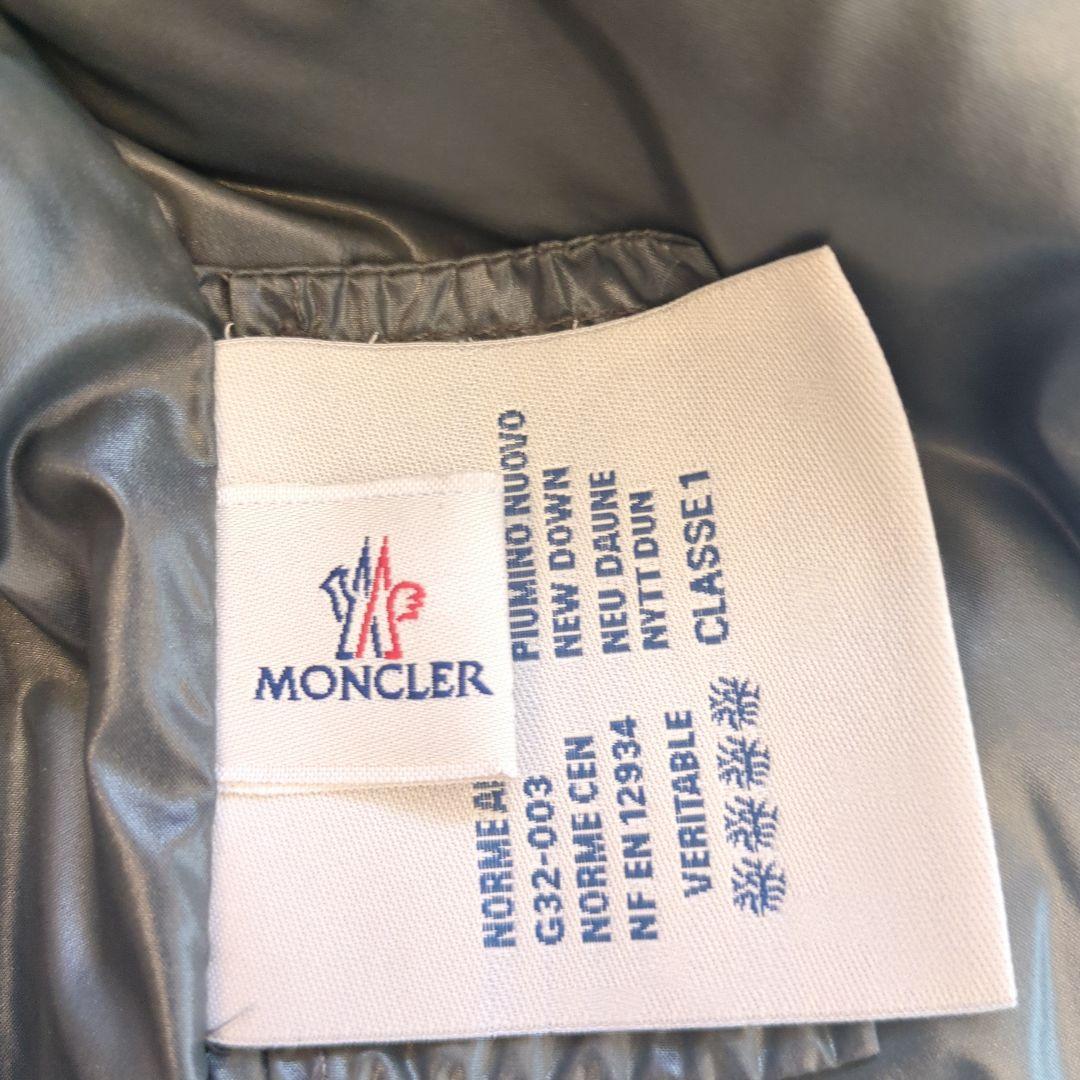 MONCLER
NORME
G32-003
NORME CEN
NF EN 12934
VERITABLE
PIUMINO NUOVO
NEW DOWN
NEU DAUNE
NYTT DUN
CLASSE 1